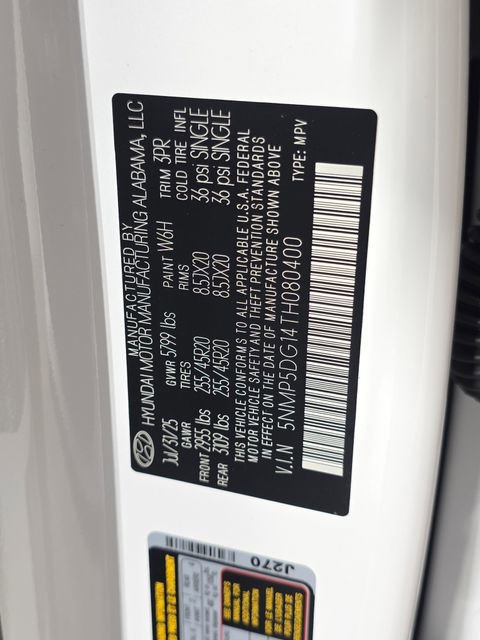 MANUFACTURED BY
HYUNDAI MOTOR MANUFACTURING ALABAMA, LLC
JUL/31/25 GVWR 5799 lbs PAINT W6H TRIM 3PR
GAWR TIRES RIMS COLD TIRE INFL
FRONT 2955 lbs 255/45R20 8.5JX20 36 psi SINGLE
REAR 3109 lbs 255/45R20 8.5JX20 36 psi SINGLE
THIS VEHICLE CONFORMS TO ALL APPLICABLE U.S.A. FEDERAL
MOTOR VEHICLE SAFETY AND THEFT PREVENTION STANDARDS
IN EFFECT ON THE DATE OF MANUFACTURE SHOWN ABOVE
V.I.N 5NMP5DG14TH080400 TYPE: MPV
J270